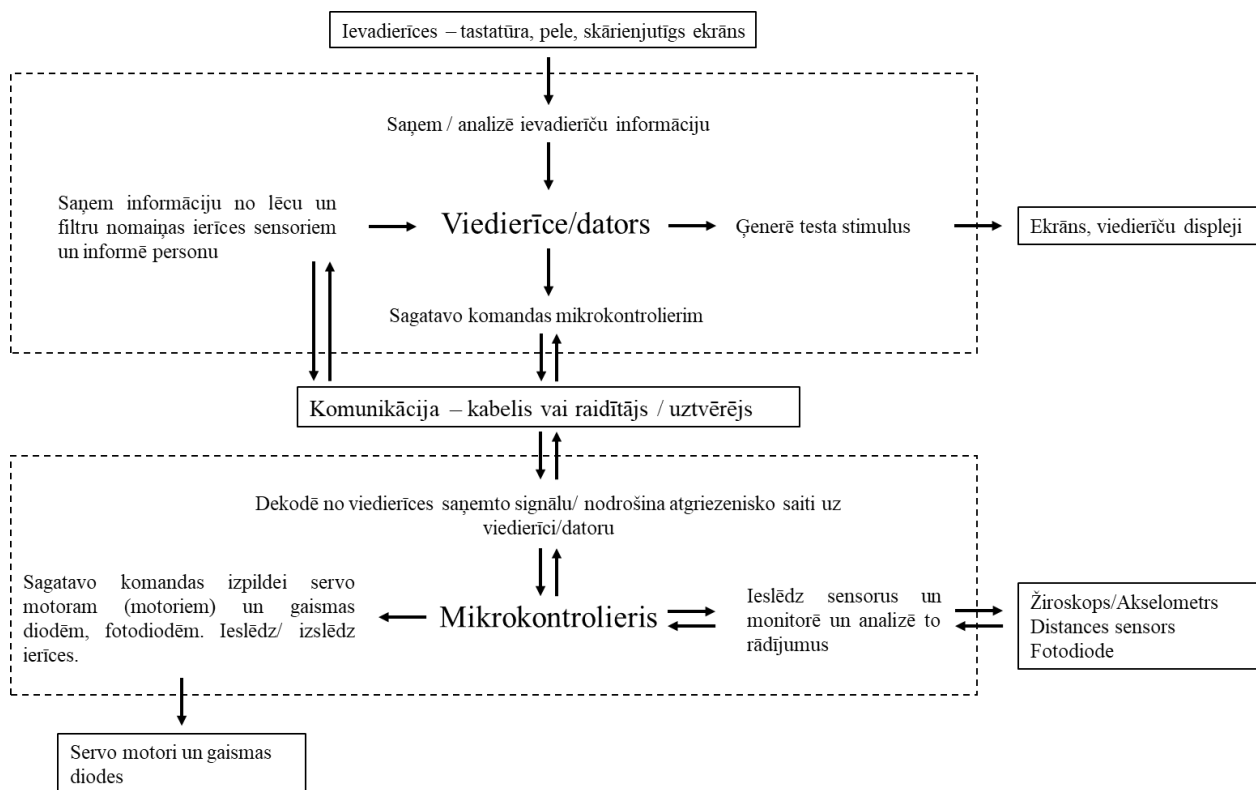 Ievadierīces – tastatūra, pele, skārienjutīgs ekrāns
Saņem / analizē ievadierīču informāciju
Saņem informāciju no lēcu un
filtru nomaiņas ierīces sensoriem
un informē personu
Viedierīce/dators
Ģenerē testa stimulus
Ekrāns, viedierīču displeji
Sagatavo komandas mikrokontrolierim
Komunikācija – kabelis vai raidītājs / uztvērējs
Dekodē no viedierīces saņemto signālu/ nodrošina atgriezenisko saiti uz
viedierīci/datoru
Sagatavo komandas izpildei servo
motoram (motoriem) un gaismas
diodēm, fotodiodēm. Ieslēdz/ izslēdz
ierīces.
Mikrokontrolieris
Ieslēdz sensorus un
monitorē un analizē to
rādījumus
Žiroskops/Akselometrs
Distances sensors
Fotodiode
Servo motori un gaismas
diodes